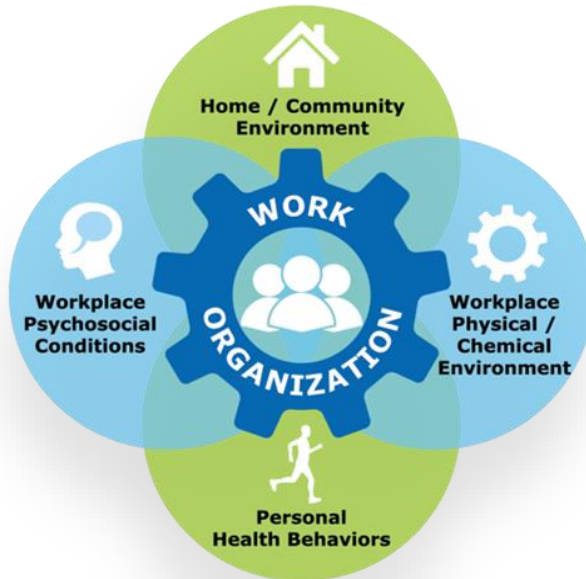 Home / Community
Environment
WORK
ORGANIZATION
Workplace
Psychosocial
Conditions
Workplace
Physical /
Chemical
Environment
Personal
Health Behaviors